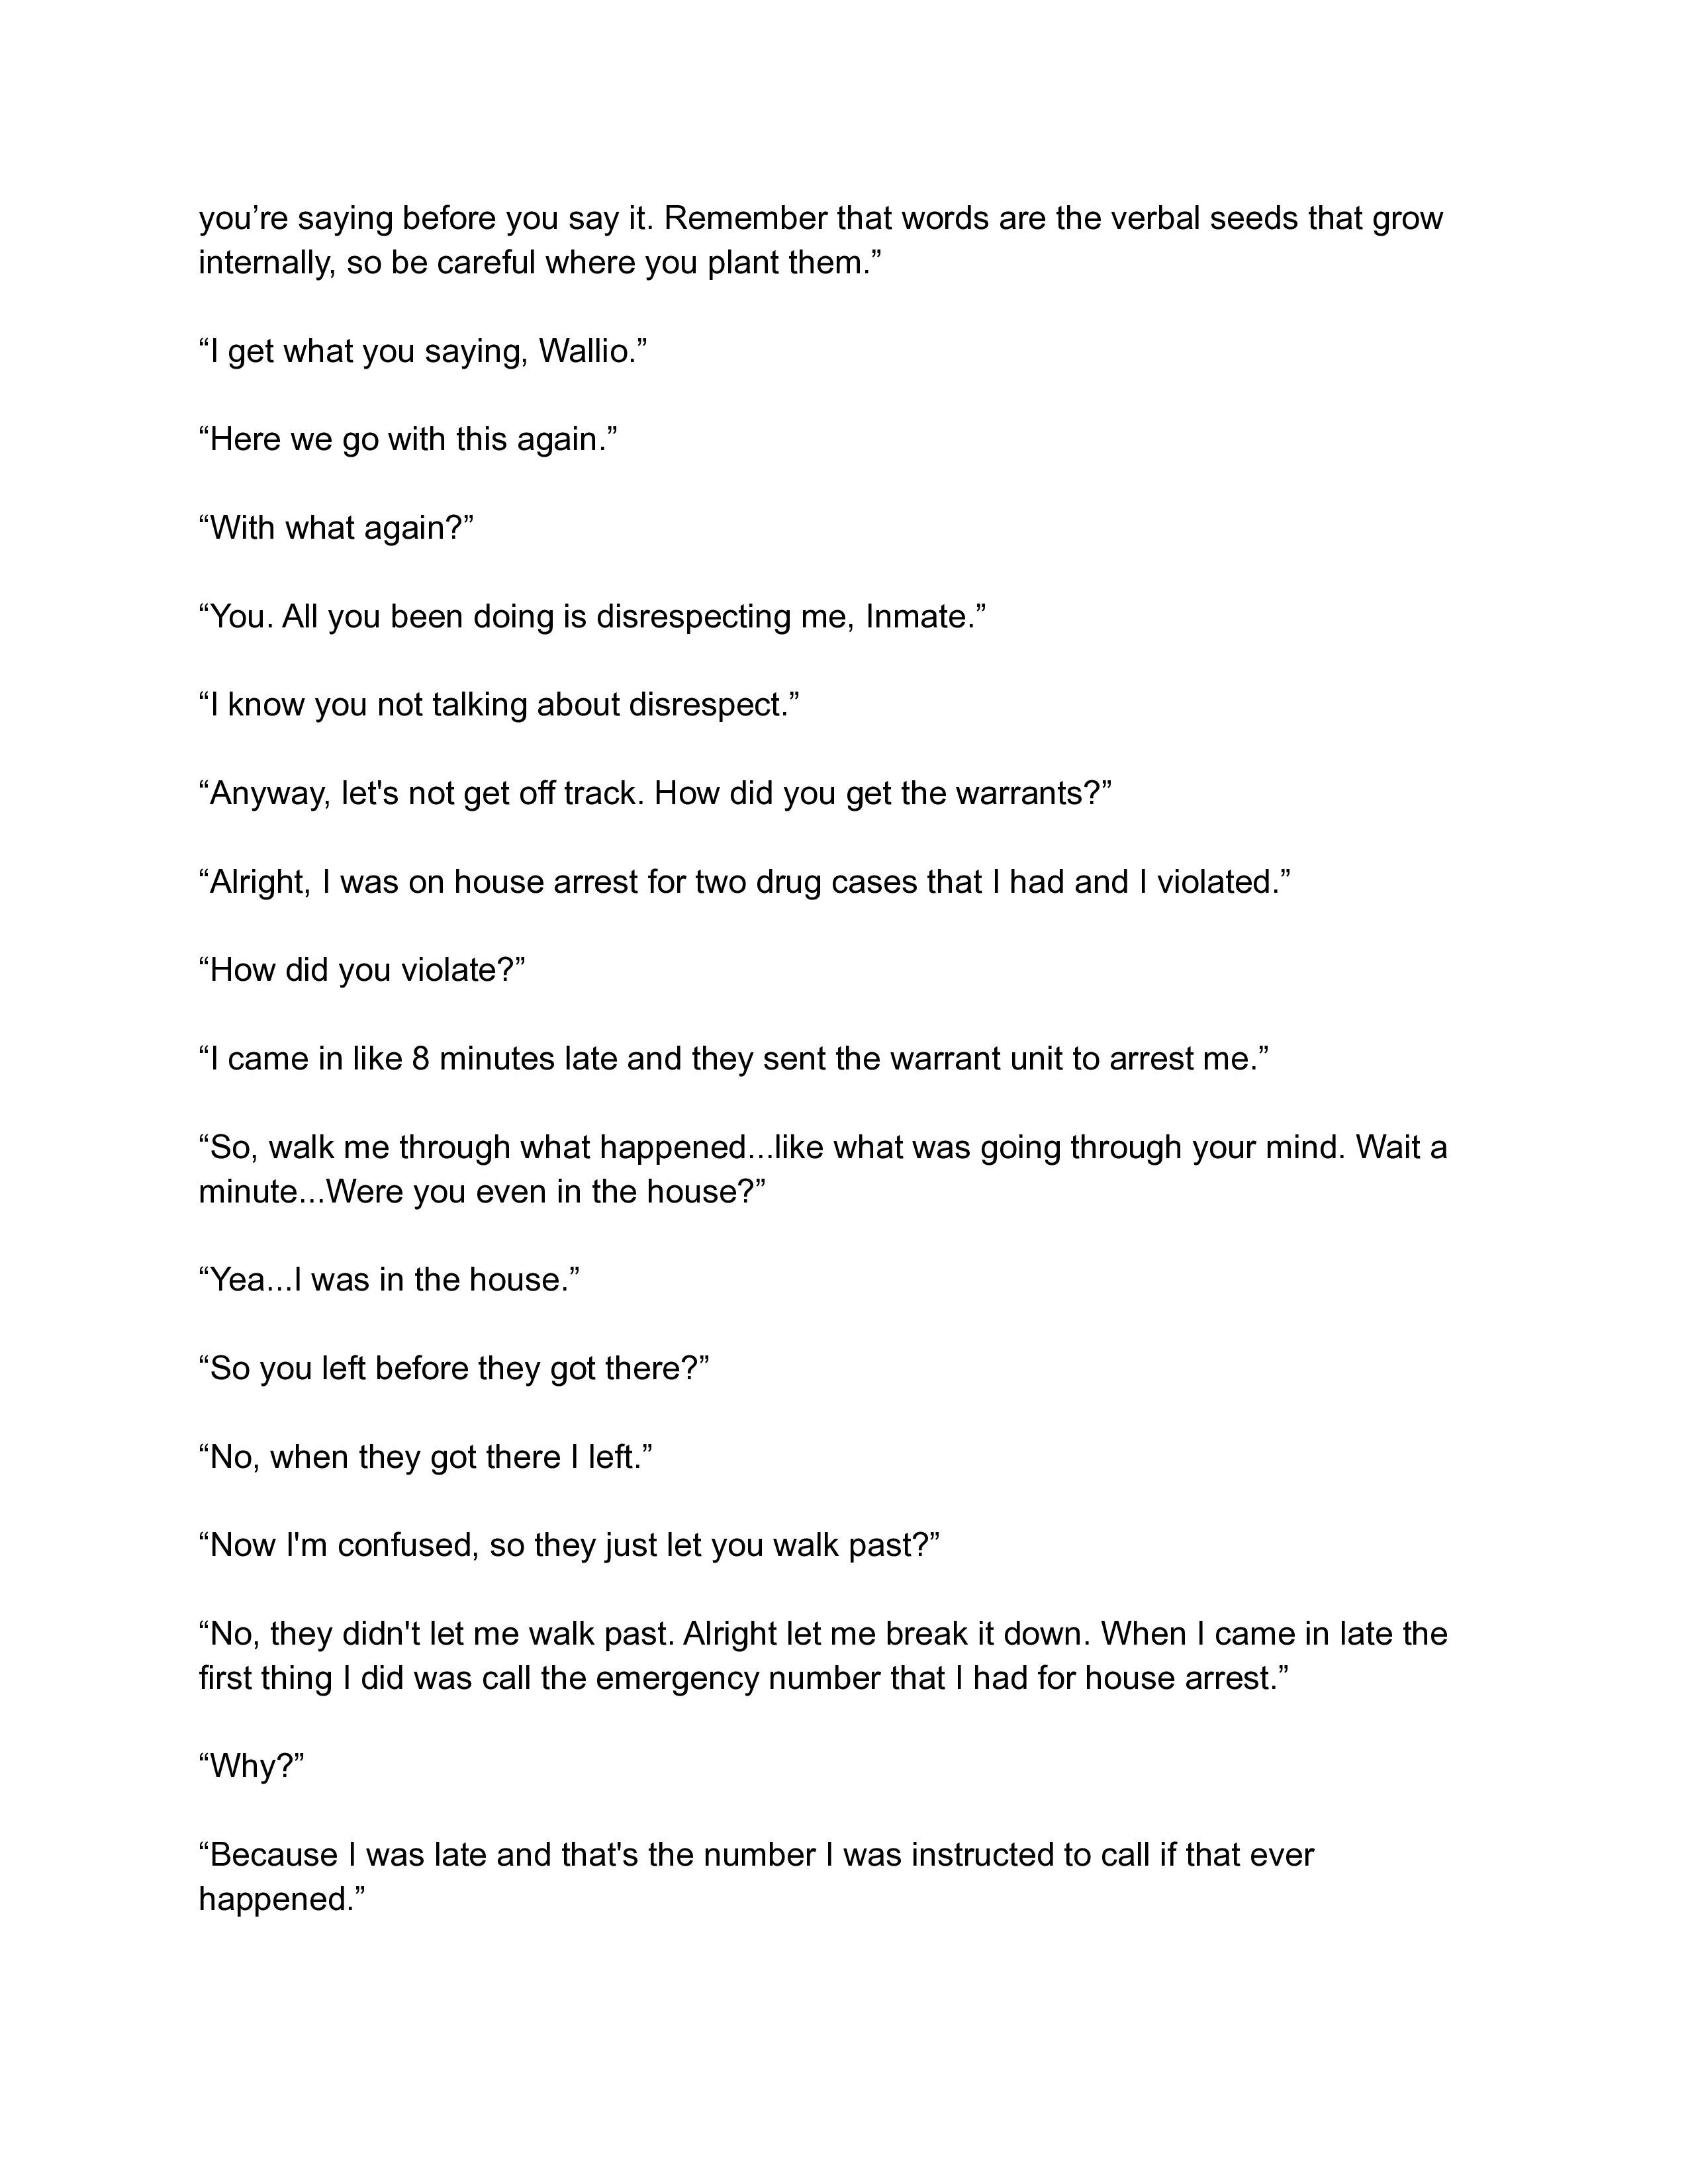 you’re saying before you say it. Remember that words are the verbal seeds that grow
internally, so be careful where you plant them.”
“I get what you saying, Wallio.”
“Here we go with this again.”
“With what again?”
“You. All you been doing is disrespecting me, Inmate.”
“I know you not talking about disrespect.”
“Anyway, let's not get off track. How did you get the warrants?”
“Alright, I was on house arrest for two drug cases that I had and I violated.”
“How did you violate?”
“I came in like 8 minutes late and they sent the warrant unit to arrest me.”
“So, walk me through what happened...like what was going through your mind. Wait a
minute...Were you even in the house?”
“Yea...I was in the house.”
“So you left before they got there?”
“No, when they got there I left.”
“Now I'm confused, so they just let you walk past?”
“No, they didn't let me walk past. Alright let me break it down. When I came in late the
first thing I did was call the emergency number that I had for house arrest.”
“Why?”
“Because I was late and that's the number I was instructed to call if that ever
happened.”